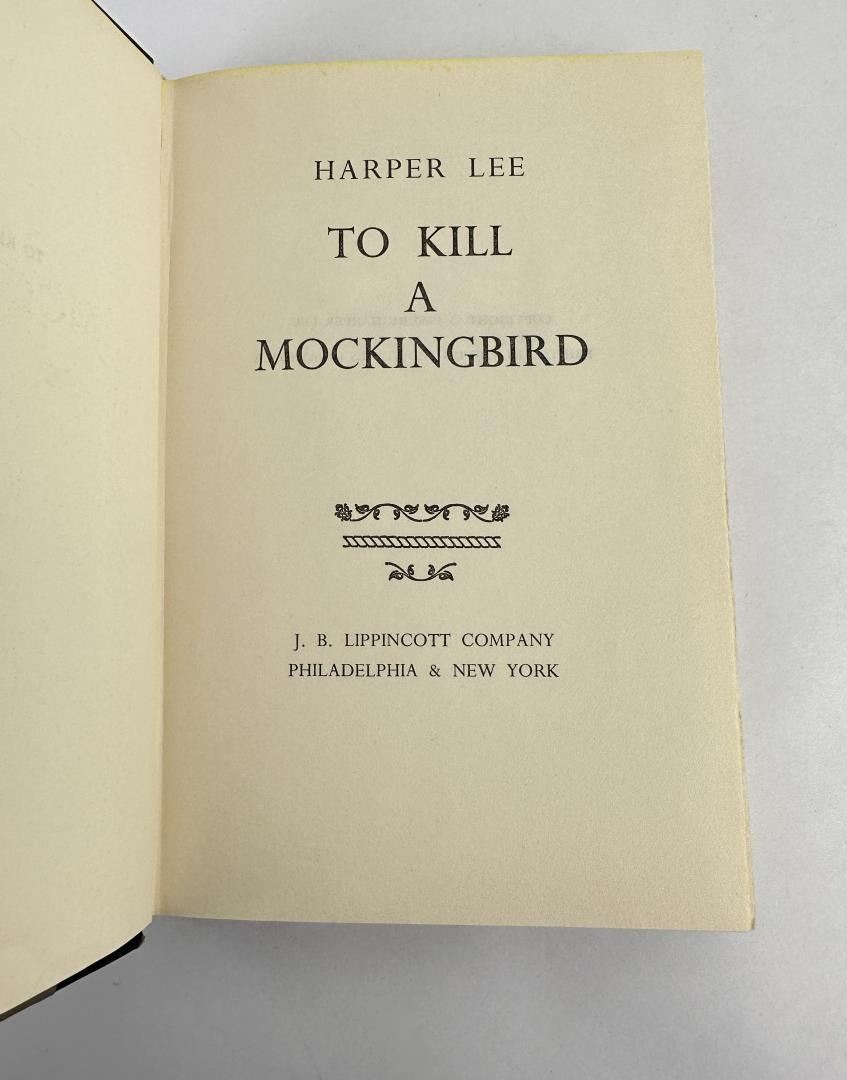 HARPER LEE
TO KILL
A
MOCKINGBIRD
J. B. LIPPINCOTT COMPANY
PHILADELPHIA & NEW YORK